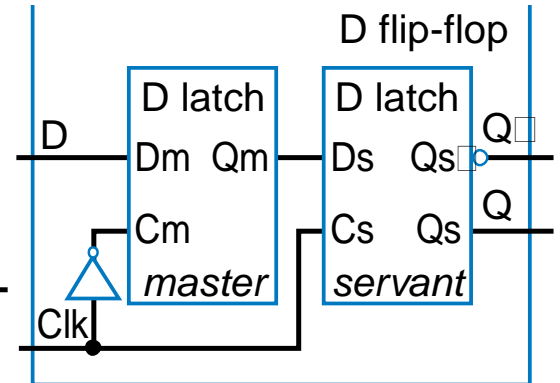 D flip-flop
D latch
D latch
D
Q□
Dm Qm
Ds Qs□
Q
Cm
Cs Qs
master
servant
Clk